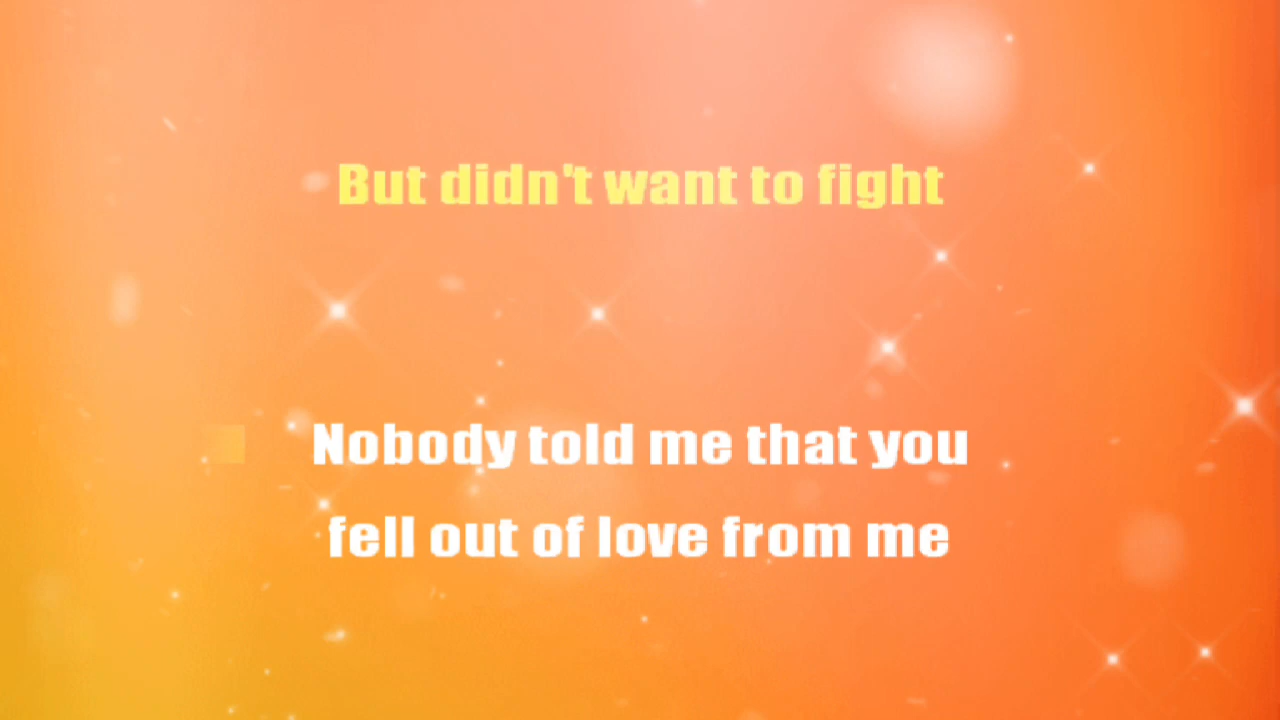 But didn't want to fight
Nobody told me that you
fell out of love from me